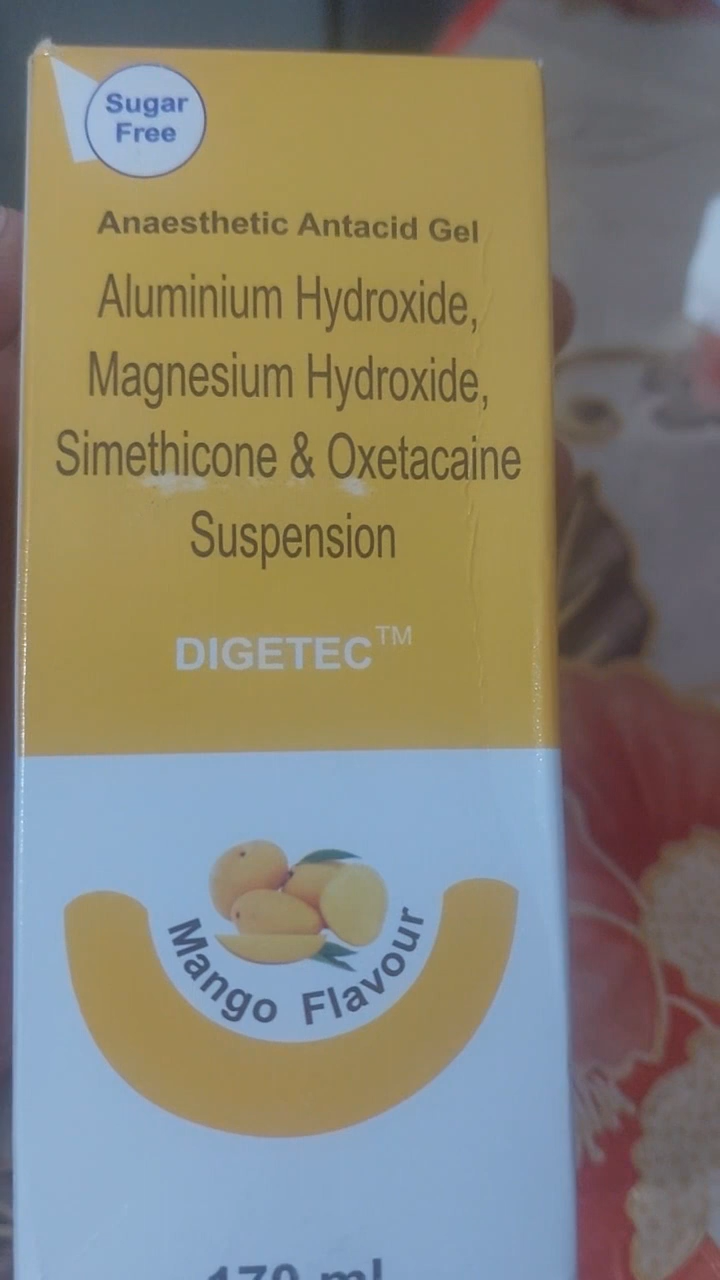 Sugar
Free
Anaesthetic Antacid Gel
Aluminium Hydroxide,
Magnesium Hydroxide,
Simethicone & Oxetacaine
Suspension
DIGETEC™
Mango Flavour
170 ml